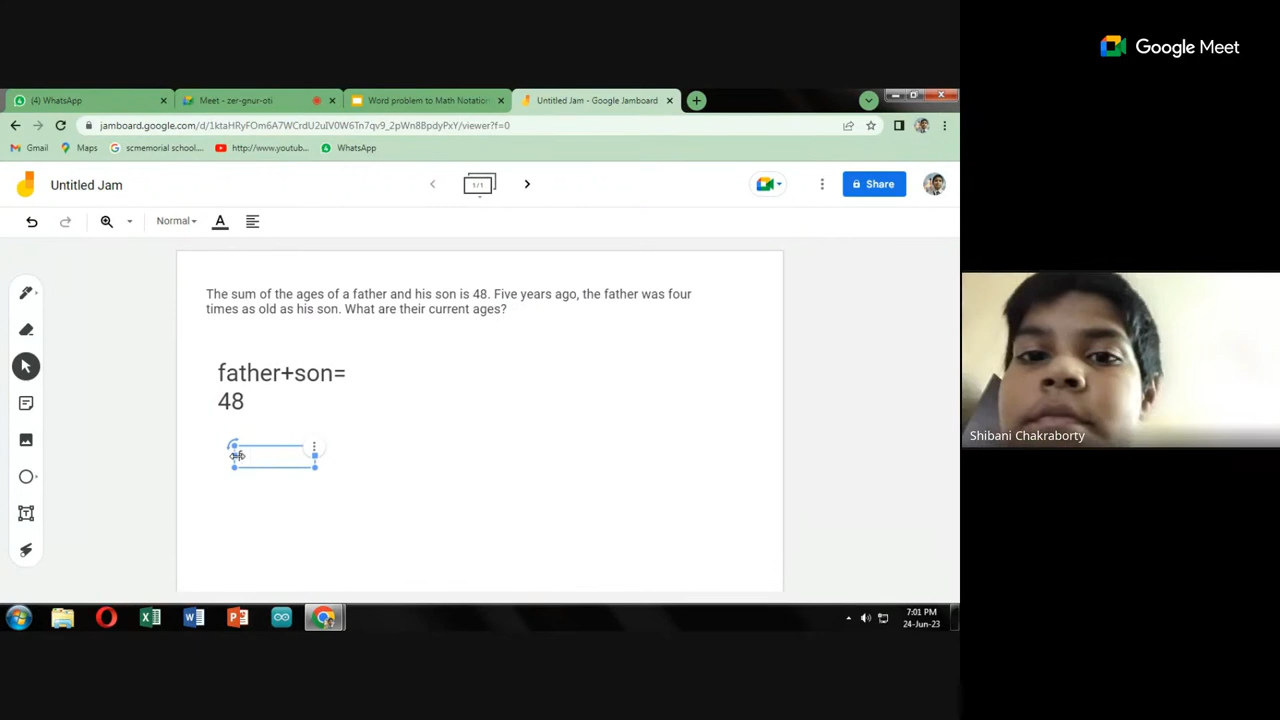 Google Meet
(4) WhatsApp
Meet - zer-gnur-oti
Word problem to Math Notation
Untitled Jam - Google Jamboard
jamboard.google.com/d/1ktaHRyFOm6A7WCrdU2uIV0W6Tn7qv9_2pWn8BpdyPxY/viewer?f=0
Gmail
Maps
scmemorial school...
http://www.youtub...
WhatsApp
Untitled Jam
1/1
Share
Normal
The sum of the ages of a father and his son is 48. Five years ago, the father was four
times as old as his son. What are their current ages?
father+son=
48
Shibani Chakraborty
7:01 PM
24-Jun-23